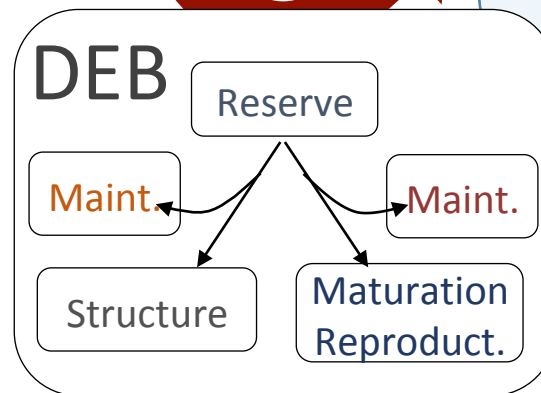 DEB
Reserve
Maint.
Maint.
Structure
Maturation
Reproduct.